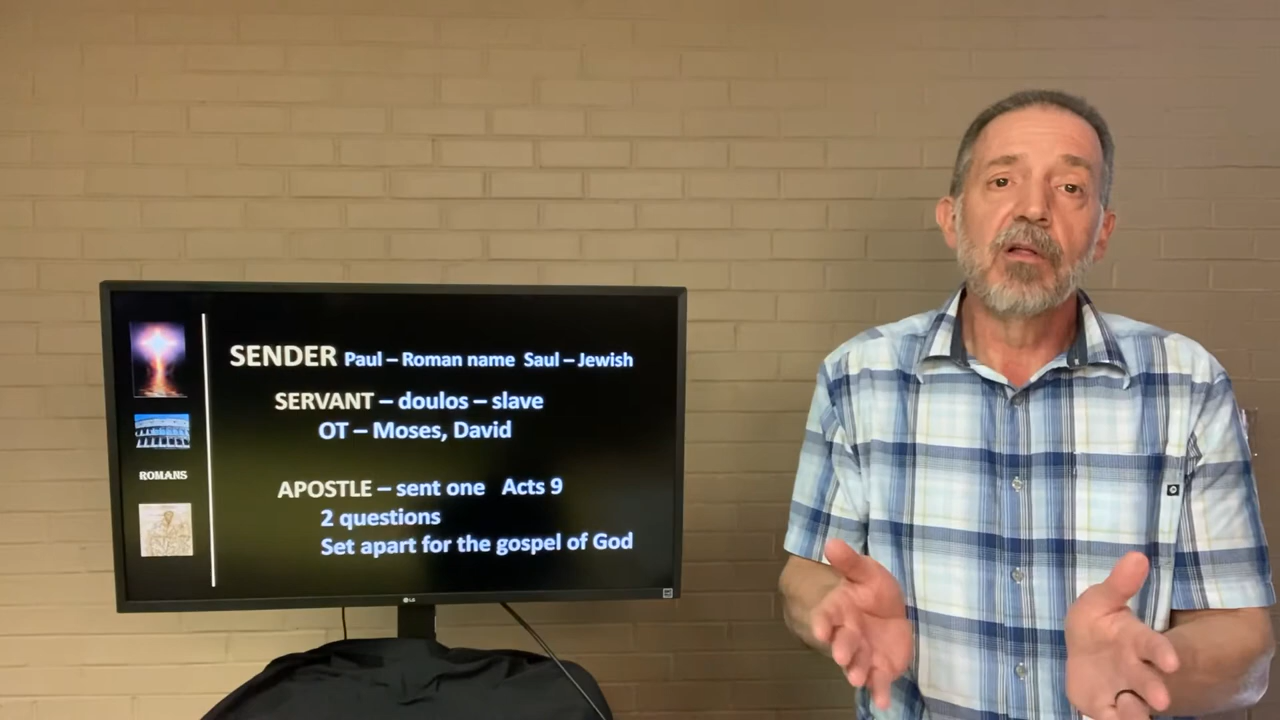 SENDER Paul – Roman name Saul – Jewish
SERVANT – doulos – slave
OT – Moses, David
ROMANS
APOSTLE – sent one Acts 9
2 questions
Set apart for the gospel of God
LG